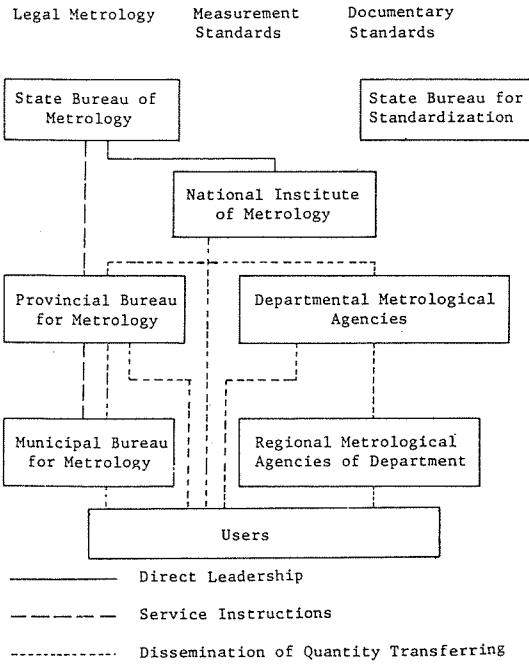 Legal Metrology
Measurement
Standards
Documentary
Standards
State Bureau of
Metrology
State Bureau for
Standardization
National Institute
of Metrology
Provincial Bureau
for Metrology
Departmental Metrological
Agencies
Municipal Bureau
for Metrology
Regional Metrological
Agencies of Department
Users
Direct Leadership
Service Instructions
Dissemination of Quantity Transferring